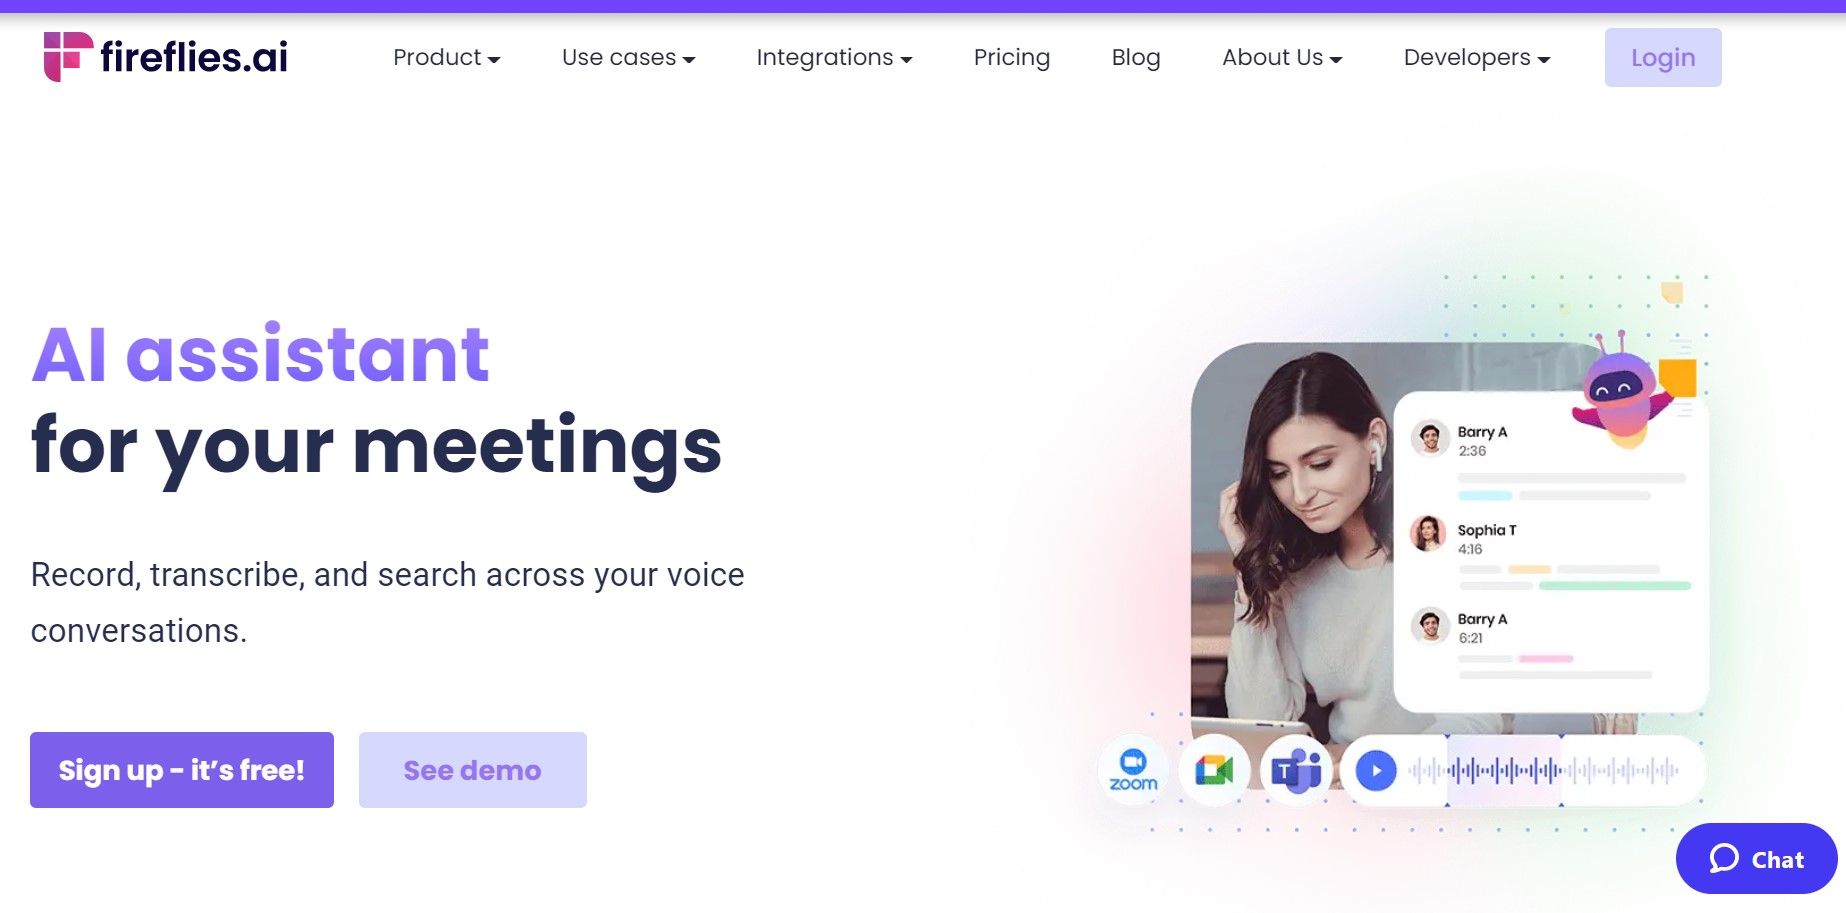 fireflies.ai
Product
Use cases
Integrations
Pricing
Blog
About Us
Developers
Login
AI assistant
for your meetings
Record, transcribe, and search across your voice
conversations.
Sign up - it's free!
See demo
Barry A
2:36
Sophia T
4:16
Barry A
6:21
zoom
T
Chat